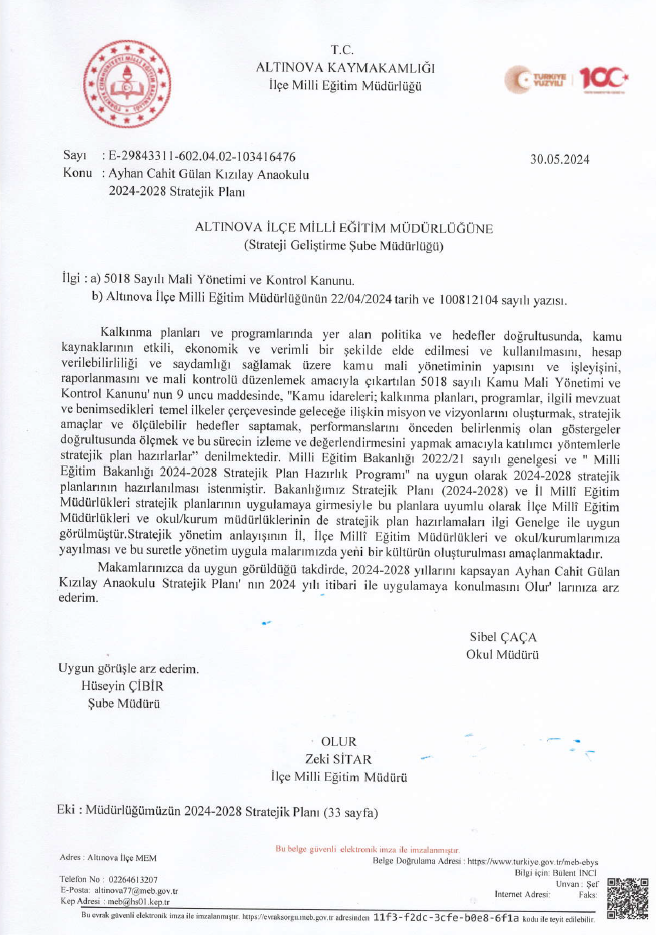 T.C.
ALTINOVA KAYMAKAMLIĞI
İlçe Milli Eğitim Müdürlüğü
TÜRKİYE
YÜZYILI
100
Sayı : E-29843311-602.04.02-103416476
30.05.2024
Konu : Ayhan Cahit Gülan Kızılay Anaokulu
2024-2028 Stratejik Planı
ALTINOVA İLÇE MİLLİ EĞİTİM MÜDÜRLÜĞÜNE
(Strateji Geliştirme Şube Müdürlüğü)
İlgi : a) 5018 Sayılı Mali Yönetimi ve Kontrol Kanunu.
b) Altınova İlçe Milli Eğitim Müdürlüğünün 22/04/2024 tarih ve 100812104 sayılı yazısı.
Kalkınma planları ve programlarında yer alan politika ve hedefler doğrultusunda, kamu
kaynaklarının etkili, ekonomik ve verimli bir şekilde elde edilmesi ve kullanılmasını, hesap
verilebilirliliği ve saydamlığı sağlamak üzere kamu mali yönetiminin yapısını ve işleyişini,
raporlanmasını ve mali kontrolü düzenlemek amacıyla çıkartılan 5018 sayılı Kamu Mali Yönetimi ve
Kontrol Kanunu' nun 9 uncu maddesinde, "Kamu idareleri; kalkınma planları, programlar, ilgili mevzuat
ve benimsedikleri temel ilkeler çerçevesinde geleceğe ilişkin misyon ve vizyonlarını oluşturmak, stratejik
amaçlar ve ölçülebilir hedefler saptamak, performanslarını önceden belirlenmiş olan göstergeler
doğrultusunda ölçmek ve bu sürecin izleme ve değerlendirmesini yapmak amacıyla katılımcı yöntemlerle
stratejik plan hazırlarlar” denilmektedir. Milli Eğitim Bakanlığı 2022/21 sayılı genelgesi ve " Milli
Eğitim Bakanlığı 2024-2028 Stratejik Plan Hazırlık Programı" na uygun olarak 2024-2028 stratejik
planlarının hazırlanılması istenmiştir. Bakanlığımız Stratejik Planı (2024-2028) ve İl Millî Eğitim
Müdürlükleri stratejik planlarının uygulamaya girmesiyle bu planlara uyumlu olarak İlçe Millî Eğitim
Müdürlükleri ve okul/kurum müdürlüklerinin de stratejik plan hazırlamaları ilgi Genelge ile uygun
görülmüştür.Stratejik yönetim anlayışının İl, İlçe Millî Eğitim Müdürlükleri ve okul/kurumlarımıza
yayılması ve bu suretle yönetim uygula malarımızda yeni bir kültürün oluşturulması amaçlanmaktadır.
Makamlarınızca da uygun görüldüğü takdirde, 2024-2028 yıllarını kapsayan Ayhan Cahit Gülan
Kızılay Anaokulu Stratejik Planı' nın 2024 yılı itibari ile uygulamaya konulmasını Olur' larınıza arz
ederim.
Sibel ÇAÇA
Okul Müdürü
Uygun görüşle arz ederim.
Hüseyin ÇİBİR
Şube Müdürü
OLUR
Zeki SİTAR
İlçe Milli Eğitim Müdürü
Eki : Müdürlüğümüzün 2024-2028 Stratejik Planı (33 sayfa)
Bu belge güvenli elektronik imza ile imzalanmıştır.
Adres : Altınova İlçe MEM
Belge Doğrulama Adresi : https://www.turkiye.gov.tr/meb-ebys
Bilgi için: Bülent İNCİ
Telefon No : 02264613207
Unvan : Şef
E-Posta: altinova77@meb.gov.tr
İnternet Adresi: Faks:
Kep Adresi : meb@hs01.kep.tr
Bu evrak güvenli elektronik imza ile imzalanmıştır. https://evraksorgu.meb.gov.tr adresinden 11f3-f2dc-3cfe-b0e8-6f1a kodu ile teyit edilebilir.